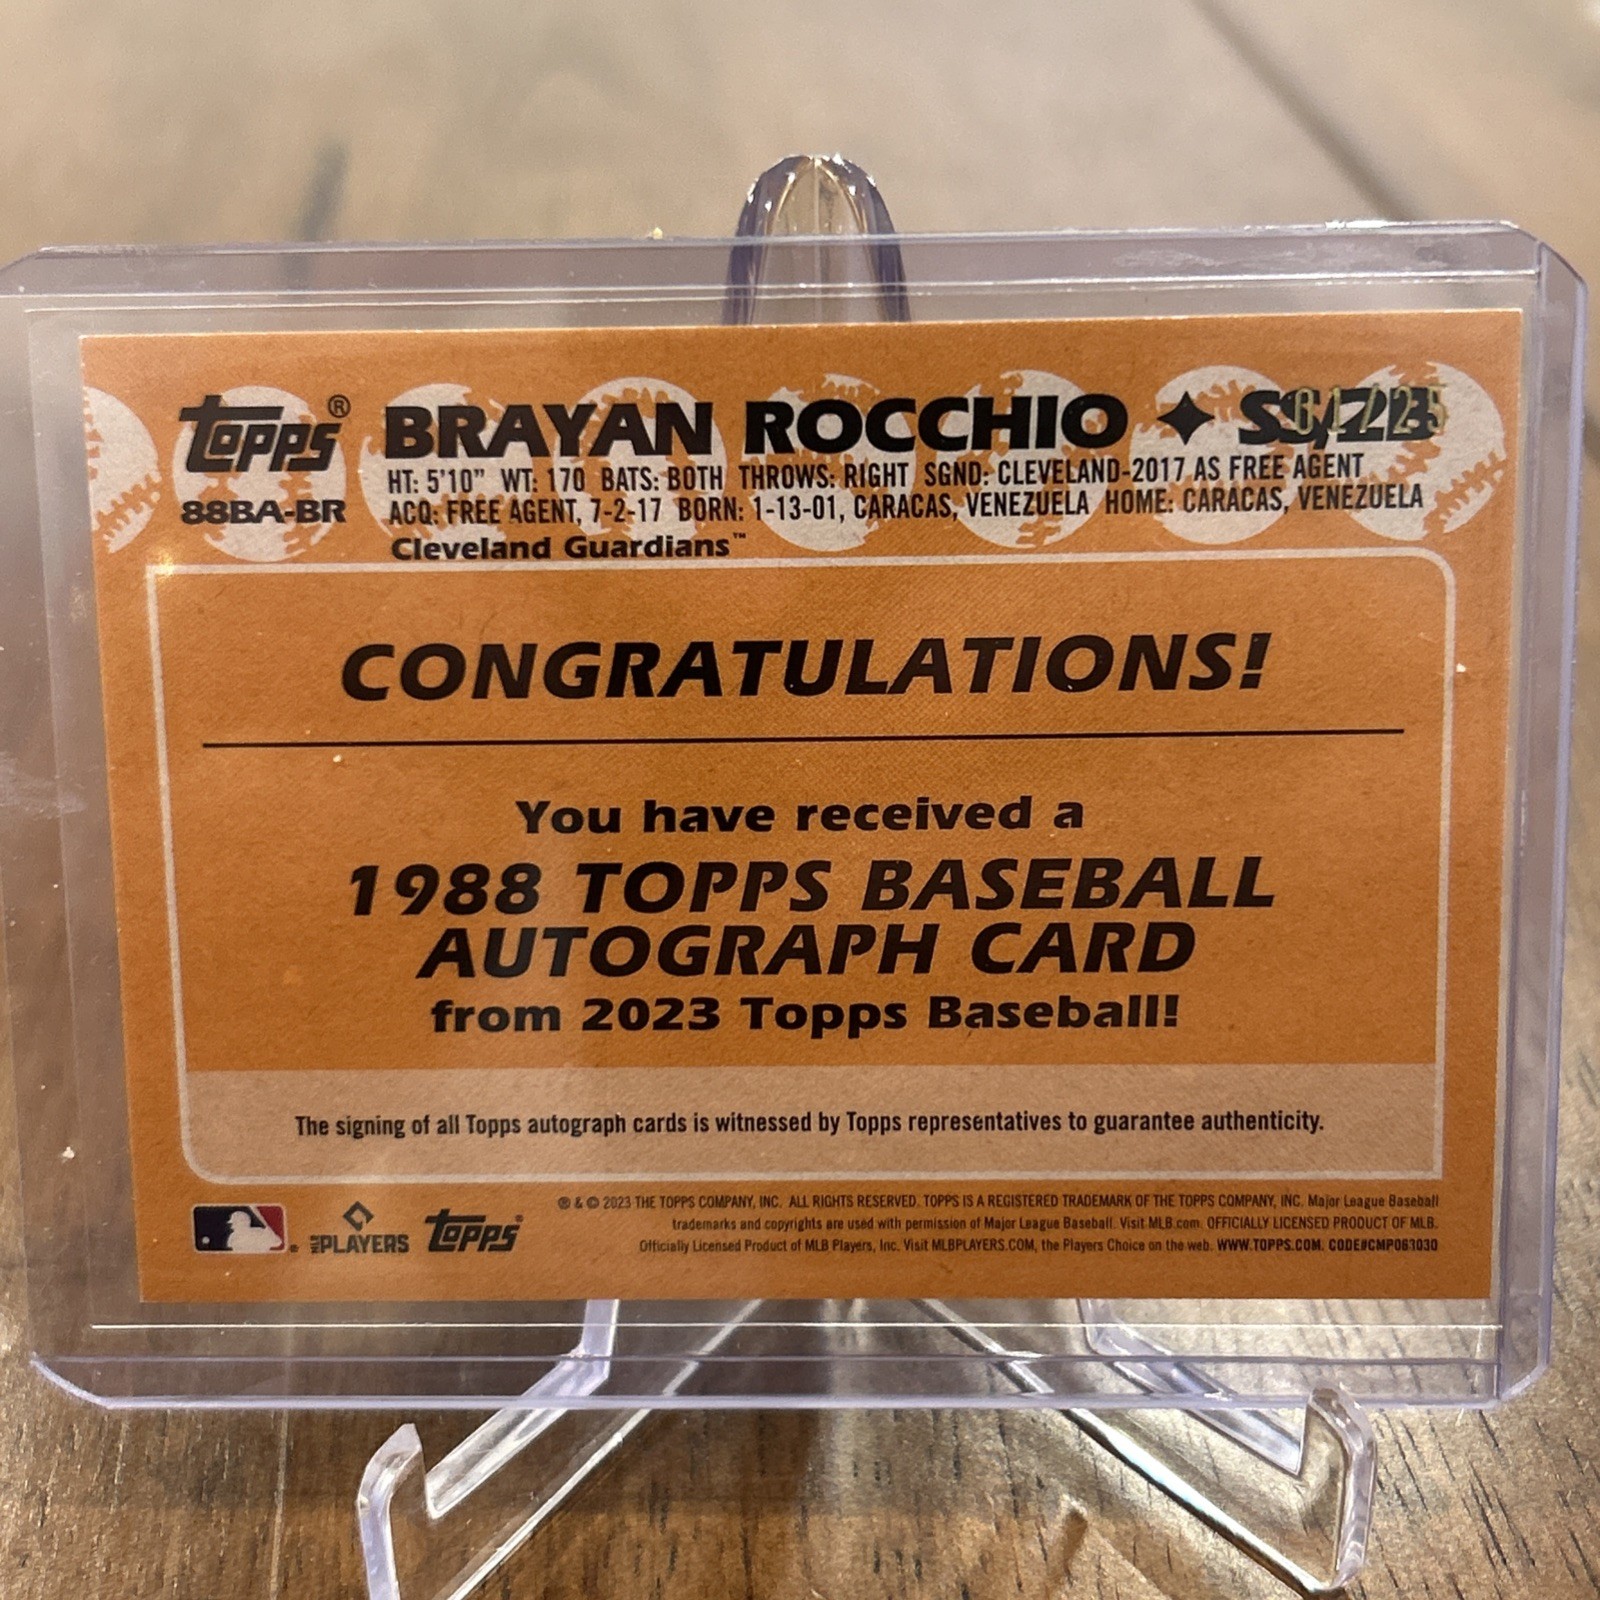 Topps®
BRAYAN ROCCHIO ✦ SS/2B
01/25
88BA-BR
HT: 5'10" WT: 170 BATS: BOTH THROWS: RIGHT SGND: CLEVELAND-2017 AS FREE AGENT
ACQ: FREE AGENT, 7-2-17 BORN: 1-13-01, CARACAS, VENEZUELA HOME: CARACAS, VENEZUELA
Cleveland Guardians™
CONGRATULATIONS!
You have received a
1988 TOPPS BASEBALL
AUTOGRAPH CARD
from 2023 Topps Baseball!
The signing of all Topps autograph cards is witnessed by Topps representatives to guarantee authenticity.
MLB PLAYERS Topps®
® & © 2023 THE TOPPS COMPANY, INC. ALL RIGHTS RESERVED. TOPPS IS A REGISTERED TRADEMARK OF THE TOPPS COMPANY, INC. Major League Baseball
trademarks and copyrights are used with permission of Major League Baseball. Visit MLB.com. OFFICIALLY LICENSED PRODUCT OF MLB.
Officially Licensed Product of MLB Players, Inc. Visit MLBPLAYERS.COM, the Players Choice on the web. WWW.TOPPS.COM. CODE#CMP063030